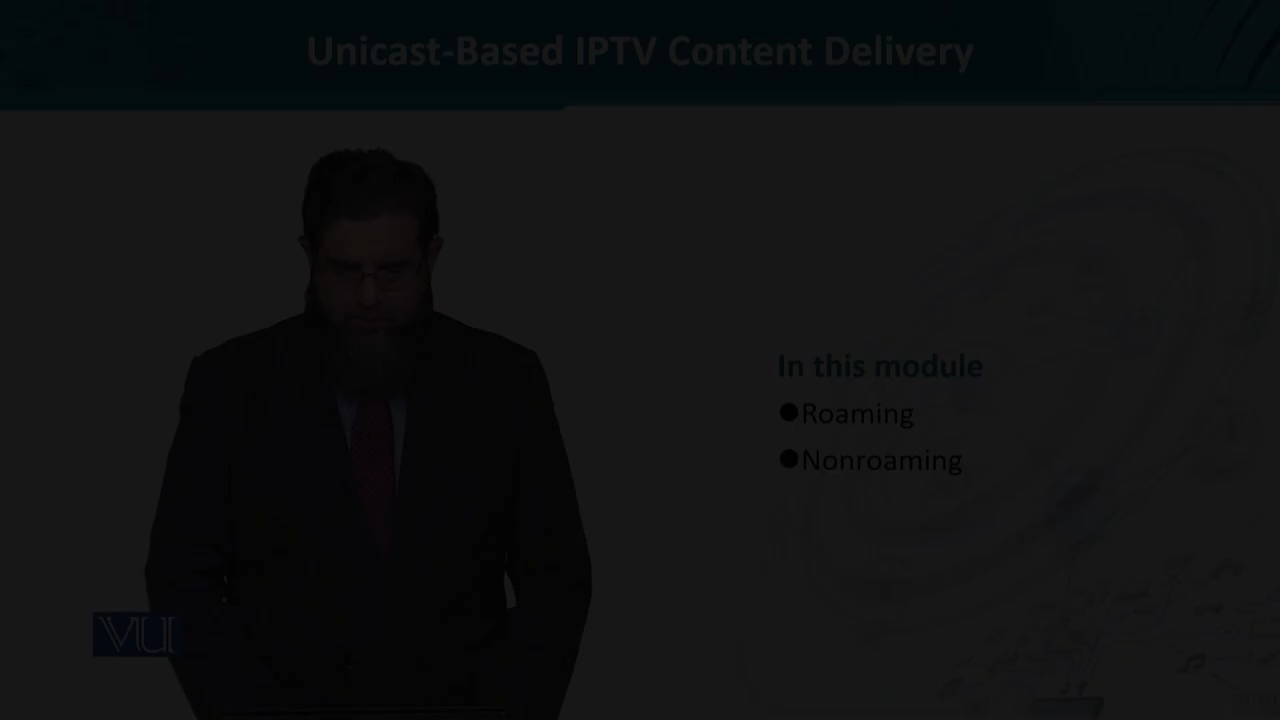 Unicast-Based IPTV Content Delivery
In this module
●Roaming
●Nonroaming
VU